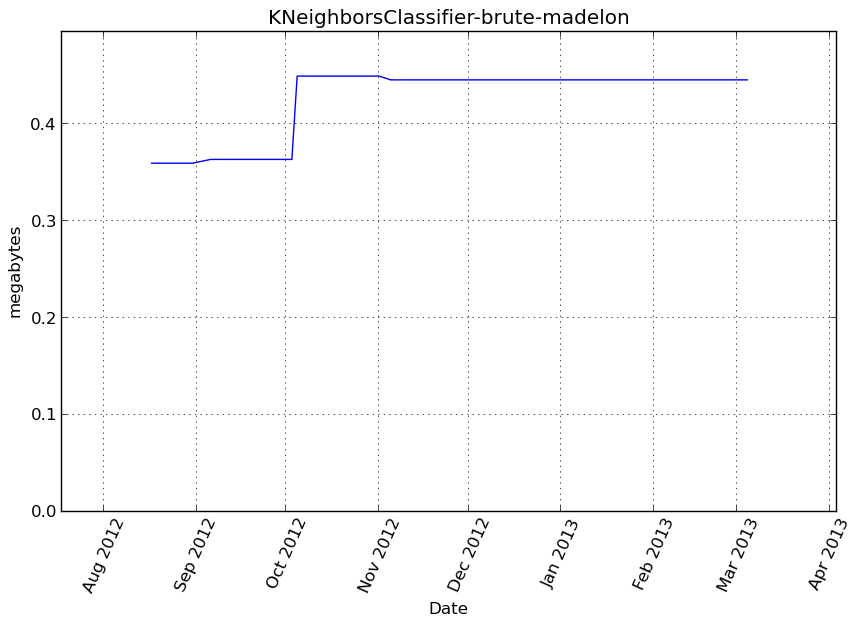 KNeighborsClassifier-brute-madelon
megabytes
0.4
0.3
0.2
0.1
0.0
Aug 2012
Sep 2012
Oct 2012
Nov 2012
Dec 2012
Jan 2013
Feb 2013
Mar 2013
Apr 2013
Date